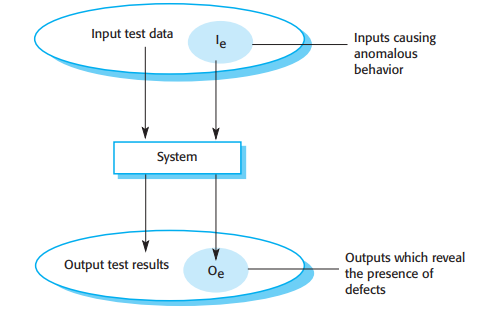 Input test data
Ie
Inputs causing
anomalous
behavior
System
Output test results
Oe
Outputs which reveal
the presence of
defects